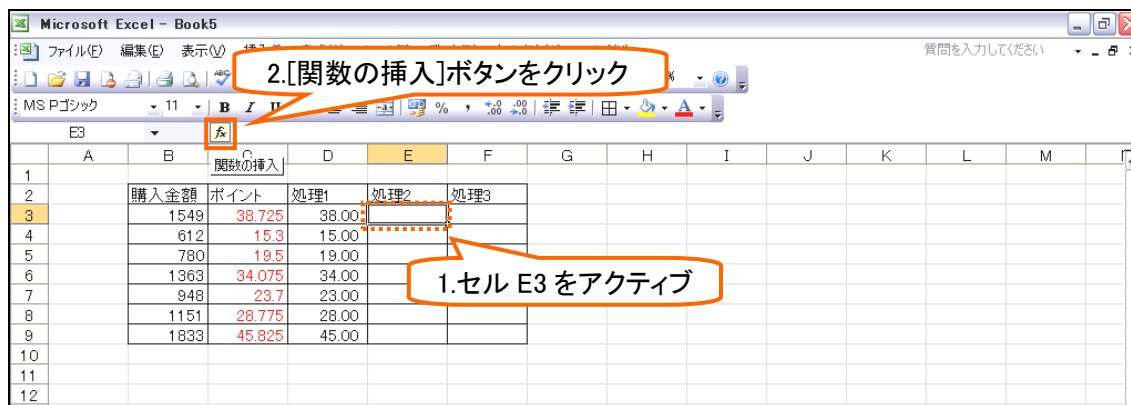 Microsoft Excel - Book5
ファイル(F) 編集(E) 表示(V)
質問を入力してください
2.[関数の挿入]ボタンをクリック
MS Pゴシック 11 B I U %
E3 fx
関数の挿入
A B C D E F G H I J K L M
1
2 購入金額 ポイント 処理1 処理2 処理3
3 1549 38.725 38.00
4 612 15.3 15.00
5 780 19.5 19.00
6 1363 34.075 34.00
7 948 23.7 23.00
8 1151 28.775 28.00
9 1833 45.825 45.00
10
11
12
1.セル E3 をアクティブ